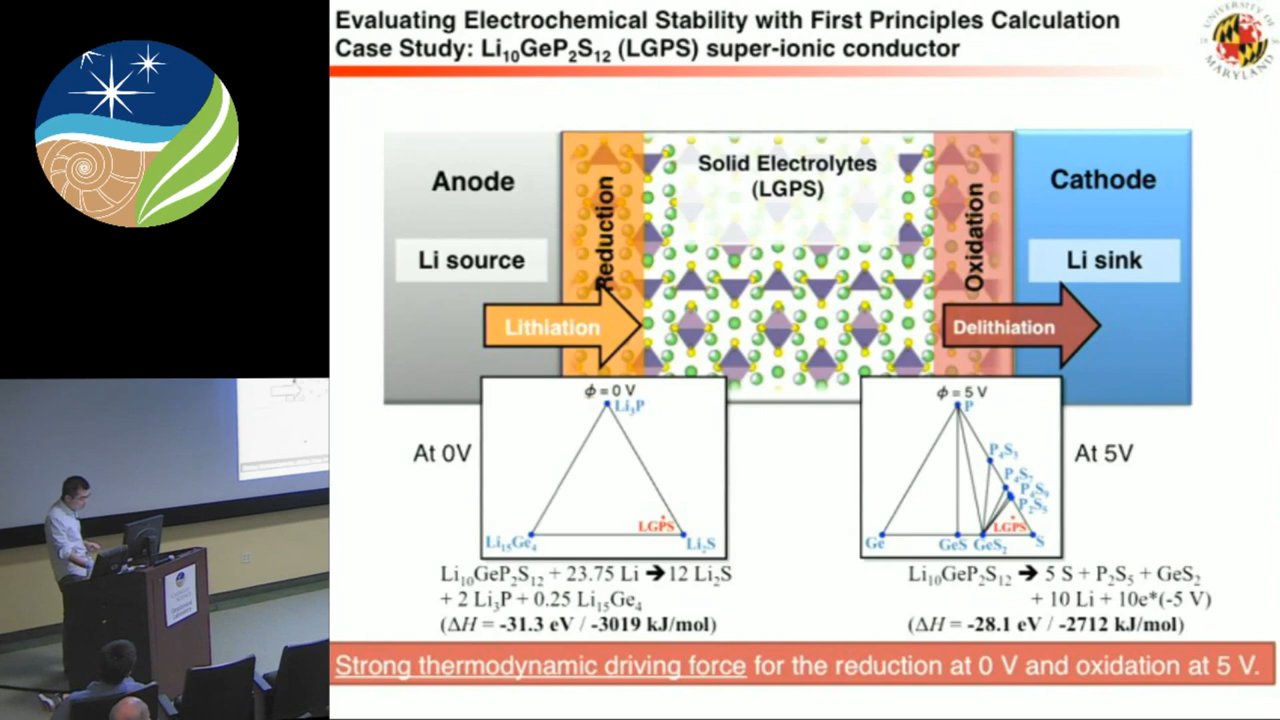 Evaluating Electrochemical Stability with First Principles Calculation
Case Study: Li₁₀GeP₂S₁₂ (LGPS) super-ionic conductor
UNIVERSITY OF
MARYLAND
Anode
Reduction
Solid Electrolytes
(LGPS)
Oxidation
Cathode
Li source
Li sink
Lithiation
Delithiation
At 0V
ϕ = 0 V
Li₃P
LGPS
Li₁₅Ge₄
Li₂S
ϕ = 5 V
P
P₄S₃
P₄S₇
P₄S₉
P₂S₅
LGPS
Ge
GeS
GeS₂
S
At 5V
Li₁₀GeP₂S₁₂ + 23.75 Li ➔12 Li₂S
+ 2 Li₃P + 0.25 Li₁₅Ge₄
(ΔH = -31.3 eV / -3019 kJ/mol)
Li₁₀GeP₂S₁₂ ➔ 5 S + P₂S₅ + GeS₂
+ 10 Li + 10e*(-5 V)
(ΔH = -28.1 eV / -2712 kJ/mol)
Strong thermodynamic driving force for the reduction at 0 V and oxidation at 5 V.